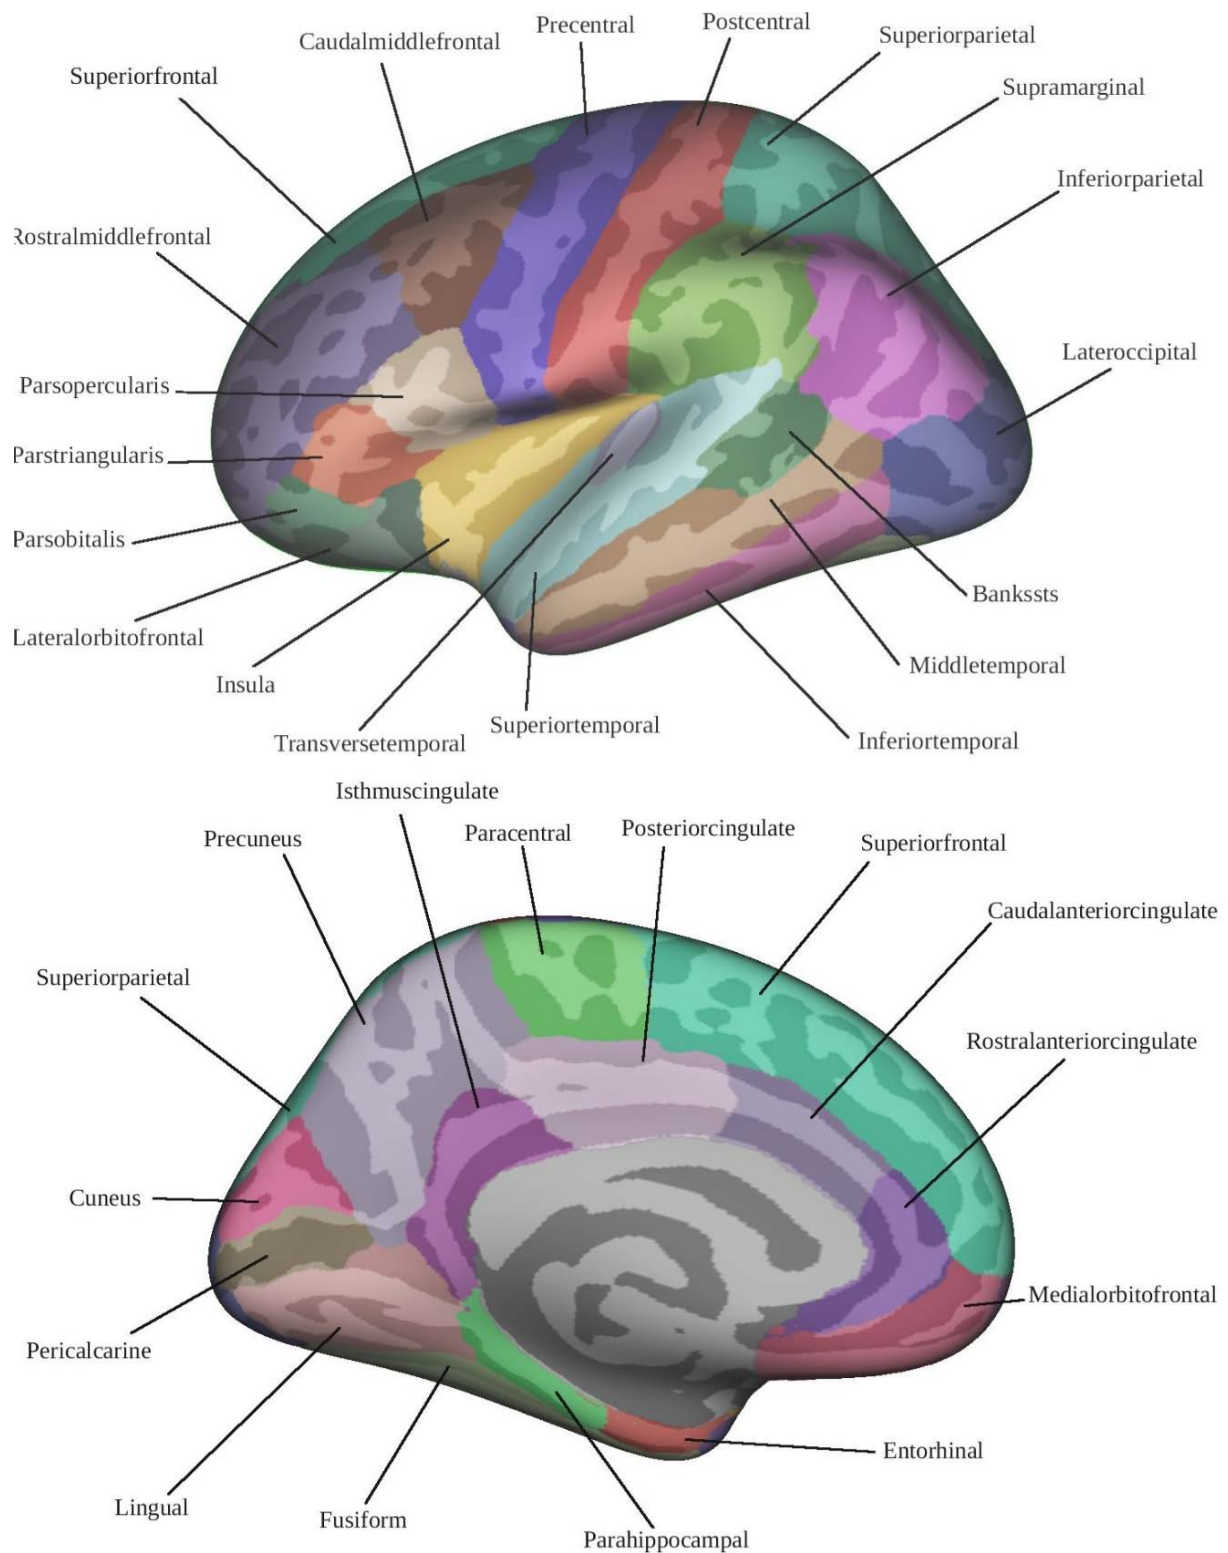 Precentral
Postcentral
Caudalmiddlefrontal
Superiorparietal
Superiorfrontal
Supramarginal
Inferiorparietal
Rostralmiddlefrontal
Lateroccipital
Parsopercularis
Parstriangularis
Parsobitalis
Bankssts
Lateralorbitofrontal
Middletemporal
Insula
Superiortemporal
Transversetemporal
Inferiortemporal
Isthmuscingulate
Precuneus
Paracentral
Posteriorcingulate
Superiorfrontal
Caudalanteriorcingulate
Superiorparietal
Rostralanteriorcingulate
Cuneus
Medialorbitofrontal
Pericalcarine
Entorhinal
Lingual
Fusiform
Parahippocampal